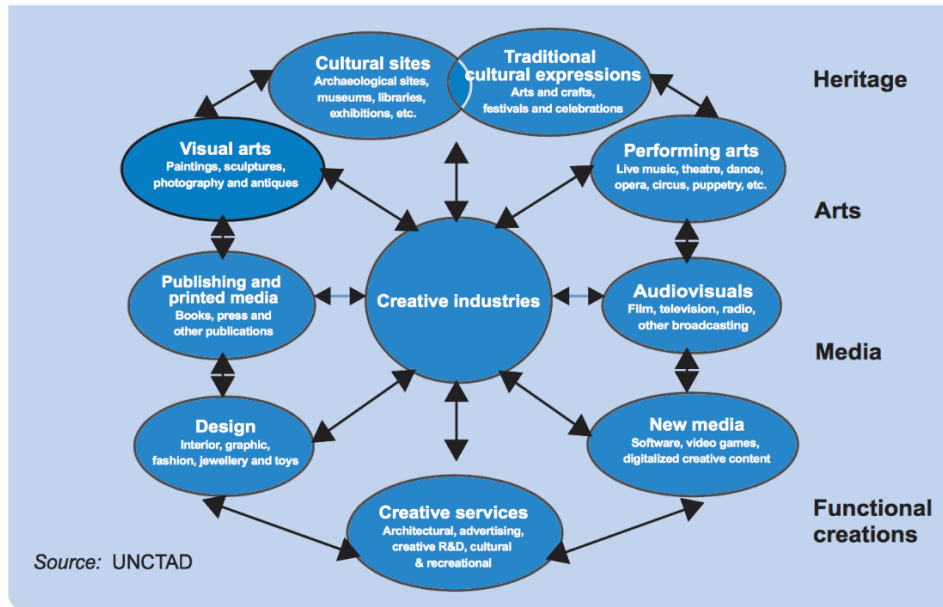 Cultural sites
Archaeological sites,
museums, libraries,
exhibitions, etc.
Traditional
cultural expressions
Arts and crafts,
festivals and celebrations
Heritage
Visual arts
Paintings, sculptures,
photography and antiques
Performing arts
Live music, theatre, dance,
opera, circus, puppetry, etc.
Arts
Publishing and
printed media
Books, press and
other publications
Creative industries
Audiovisuals
Film, television, radio,
other broadcasting
Media
Design
Interior, graphic,
fashion, jewellery and toys
New media
Software, video games,
digitalized creative content
Creative services
Architectural, advertising,
creative R&D, cultural
& recreational
Functional
creations
Source: UNCTAD